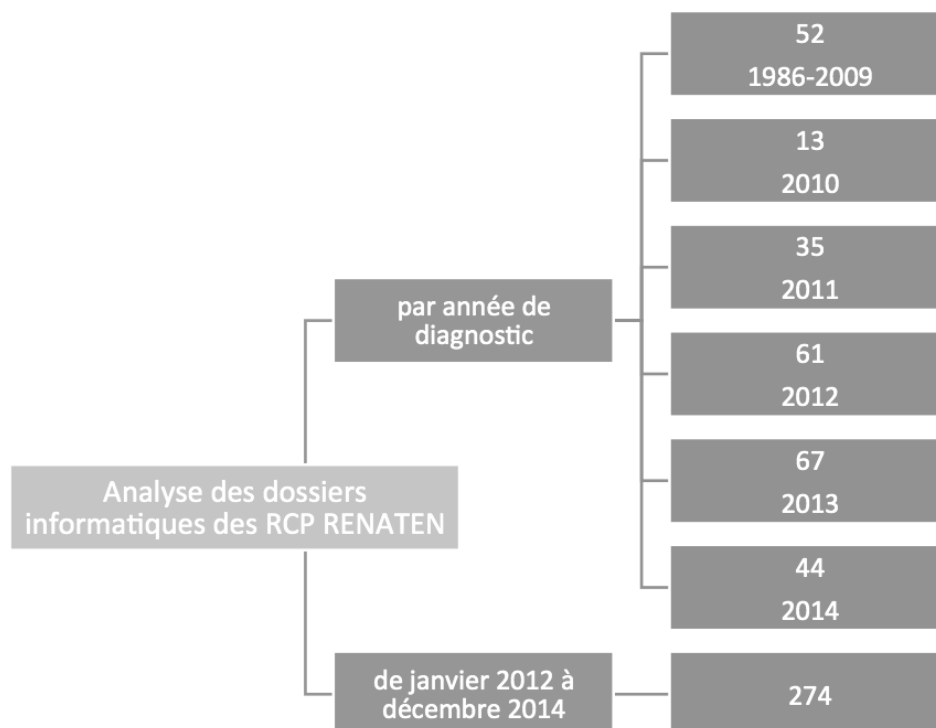 52
1986-2009
13
2010
35
2011
par année de
diagnostic
61
2012
67
2013
Analyse des dossiers
informatiques des RCP RENATEN
44
2014
de janvier 2012 à
décembre 2014
274